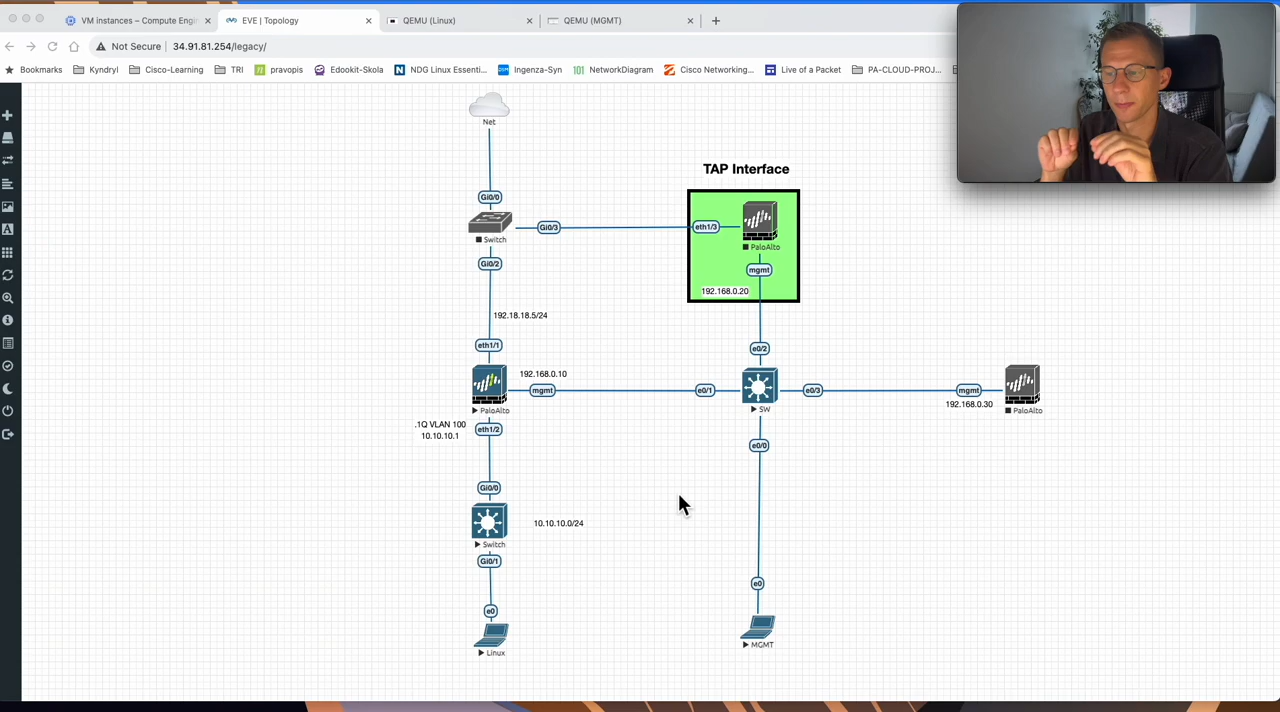 VM instances – Compute Engin
EVE | Topology
QEMU (Linux)
QEMU (MGMT)
Not Secure
34.91.81.254/legacy/
Bookmarks
Kyndryl
Cisco-Learning
TRI
pravopis
Edookit-Skola
NDG Linux Essenti...
Ingenza-Syn
101 NetworkDiagram
Cisco Networking...
Live of a Packet
PA-CLOUD-PROJ...
Net
TAP Interface
Gi0/0
Gi0/3
eth1/3
Switch
PaloAlto
Gi0/2
mgmt
192.168.0.20
192.18.18.5/24
eth1/1
e0/2
192.168.0.10
mgmt
e0/1
e0/3
mgmt
192.168.0.30
PaloAlto
SW
PaloAlto
.1Q VLAN 100
10.10.10.1
eth1/2
e0/0
Gi0/0
10.10.10.0/24
Switch
Gi0/1
e0
e0
Linux
MGMT